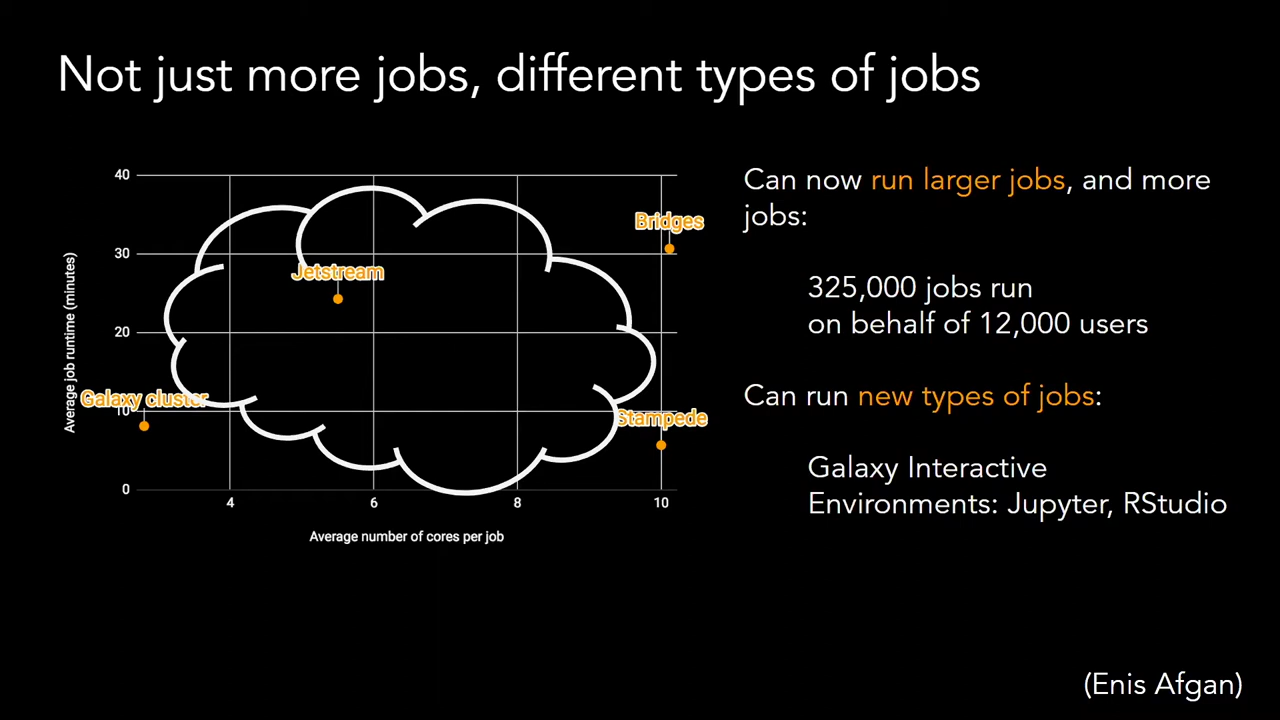 Not just more jobs, different types of jobs
40
30
20
10
0
4
6
8
10
Average job runtime (minutes)
Average number of cores per job
Galaxy cluster
Jetstream
Bridges
Stampede
Can now run larger jobs, and more
jobs:
325,000 jobs run
on behalf of 12,000 users
Can run new types of jobs:
Galaxy Interactive
Environments: Jupyter, RStudio
(Enis Afgan)